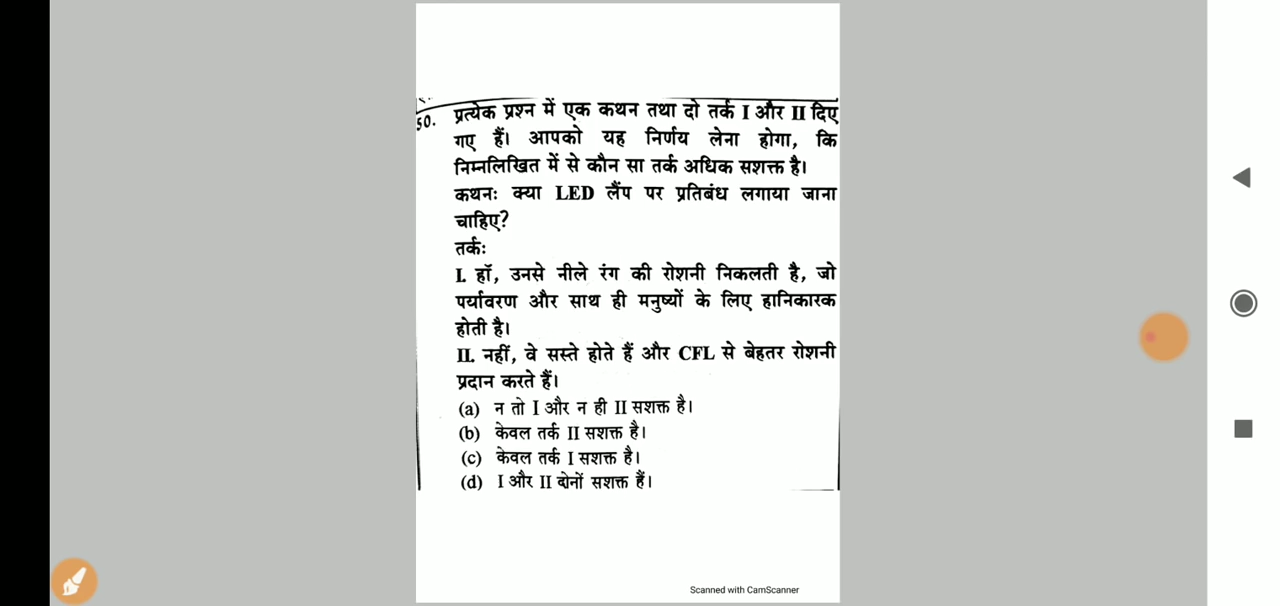 50. प्रत्येक प्रश्न में एक कथन तथा दो तर्क I और II दिए
गए हैं। आपको यह निर्णय लेना होगा, कि
निम्नलिखित में से कौन सा तर्क अधिक सशक्त है।
कथनः क्या LED लैंप पर प्रतिबंध लगाया जाना
चाहिए?
तर्कः
I. हाँ, उनसे नीले रंग की रोशनी निकलती है, जो
पर्यावरण और साथ ही मनुष्यों के लिए हानिकारक
होती है।
II. नहीं, वे सस्ते होते हैं और CFL से बेहतर रोशनी
प्रदान करते हैं।
(a) न तो I और न ही II सशक्त है।
(b) केवल तर्क II सशक्त है।
(c) केवल तर्क I सशक्त है।
(d) I और II दोनों सशक्त हैं।
Scanned with CamScanner